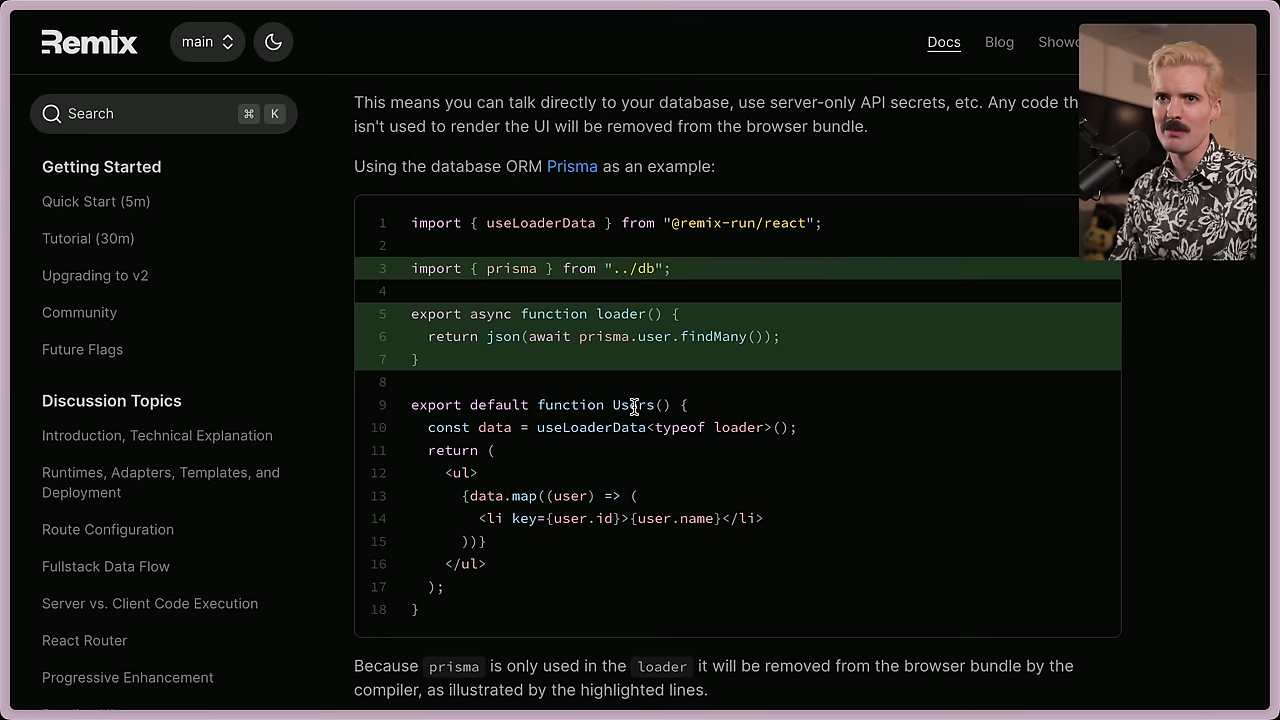 Remix
main
Docs
Blog
Search
⌘ K
Getting Started
Quick Start (5m)
Tutorial (30m)
Upgrading to v2
Community
Future Flags
Discussion Topics
Introduction, Technical Explanation
Runtimes, Adapters, Templates, and
Deployment
Route Configuration
Fullstack Data Flow
Server vs. Client Code Execution
React Router
Progressive Enhancement
This means you can talk directly to your database, use server-only API secrets, etc. Any code th
isn't used to render the UI will be removed from the browser bundle.
Using the database ORM Prisma as an example:
1 import { useLoaderData } from "@remix-run/react";
2
3 import { prisma } from "../db";
4
5 export async function loader() {
6 return json(await prisma.user.findMany());
7 }
8
9 export default function Users() {
10 const data = useLoaderData<typeof loader>();
11 return (
12 <ul>
13 {data.map((user) => (
14 <li key={user.id}>{user.name}</li>
15 ))}
16 </ul>
17 );
18 }
Because prisma is only used in the loader it will be removed from the browser bundle by the
compiler, as illustrated by the highlighted lines.